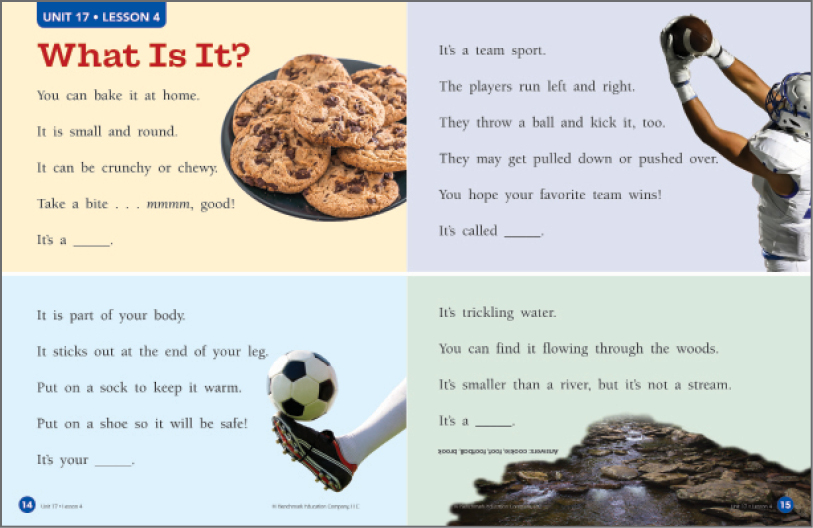 UNIT 17 • LESSON 4
What Is It?
You can bake it at home.
It is small and round.
It can be crunchy or chewy.
Take a bite . . . mmmm, good!
It's a _____.
It's a team sport.
The players run left and right.
They throw a ball and kick it, too.
They may get pulled down or pushed over.
You hope your favorite team wins!
It's called _____.
It is part of your body.
It sticks out at the end of your leg.
Put on a sock to keep it warm.
Put on a shoe so it will be safe!
It's your _____.
It's trickling water.
You can find it flowing through the woods.
It's smaller than a river, but it's not a stream.
It's a _____.
Answers: cookie, foot, football, brook
14 Unit 17 • Lesson 4
© Benchmark Education Company, LLC
Unit 17 • Lesson 4 15